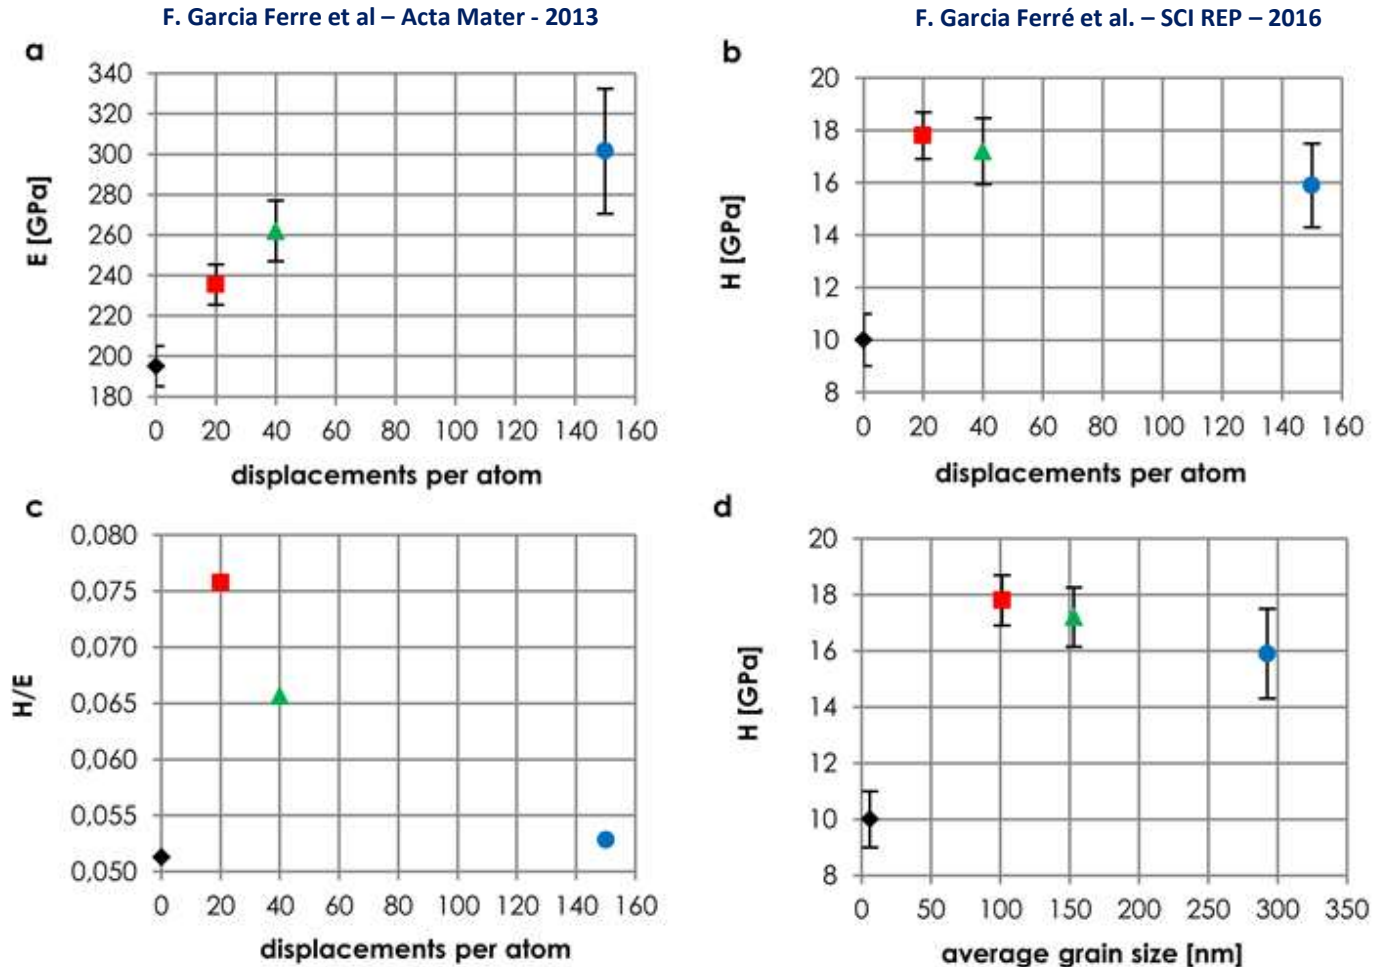 F. Garcia Ferre et al – Acta Mater - 2013
F. Garcia Ferré et al. – SCI REP – 2016
a
340
320
300
280
260
240
220
200
180
E [GPa]
0 20 40 60 80 100 120 140 160
displacements per atom
b
20
18
16
14
12
10
8
H [GPa]
0 20 40 60 80 100 120 140 160
displacements per atom
c
0,080
0,075
0,070
0,065
0,060
0,055
0,050
H/E
0 20 40 60 80 100 120 140 160
displacements per atom
d
20
18
16
14
12
10
8
H [GPa]
0 50 100 150 200 250 300 350
average grain size [nm]